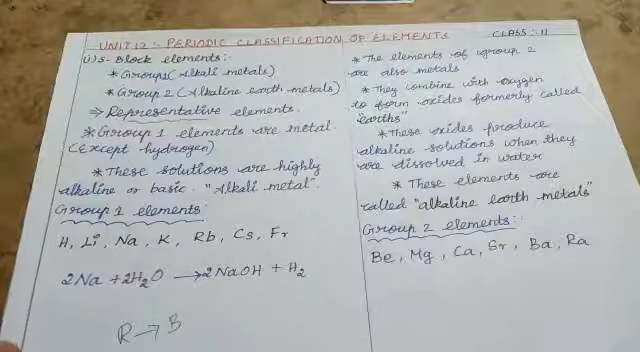 UNIT 12 :- PERIODIC CLASSIFICATION OF ELEMENTS CLASS : 11
(i) S- Block elements:
* Group 1 (Alkali metals)
* Group 2 (Alkaline earth metals)
⇒ Representative elements.
* Group 1 elements are metal.
(Except hydrogen)
* These solutions are highly
alkaline or basic. "Alkali metal".
Group 1 elements:
H, Li, Na, K, Rb, Cs, Fr
2Na + 2H₂O → 2NaOH + H₂
R → B
* The elements of group 2
are also metals
* They combine with oxygen
to form oxides formerly called
"earths"
* These oxides produce
alkaline solutions when they
are dissolved in water
* These elements are
called "alkaline earth metals"
Group 2 elements:
Be, Mg, Ca, Sr, Ba, Ra